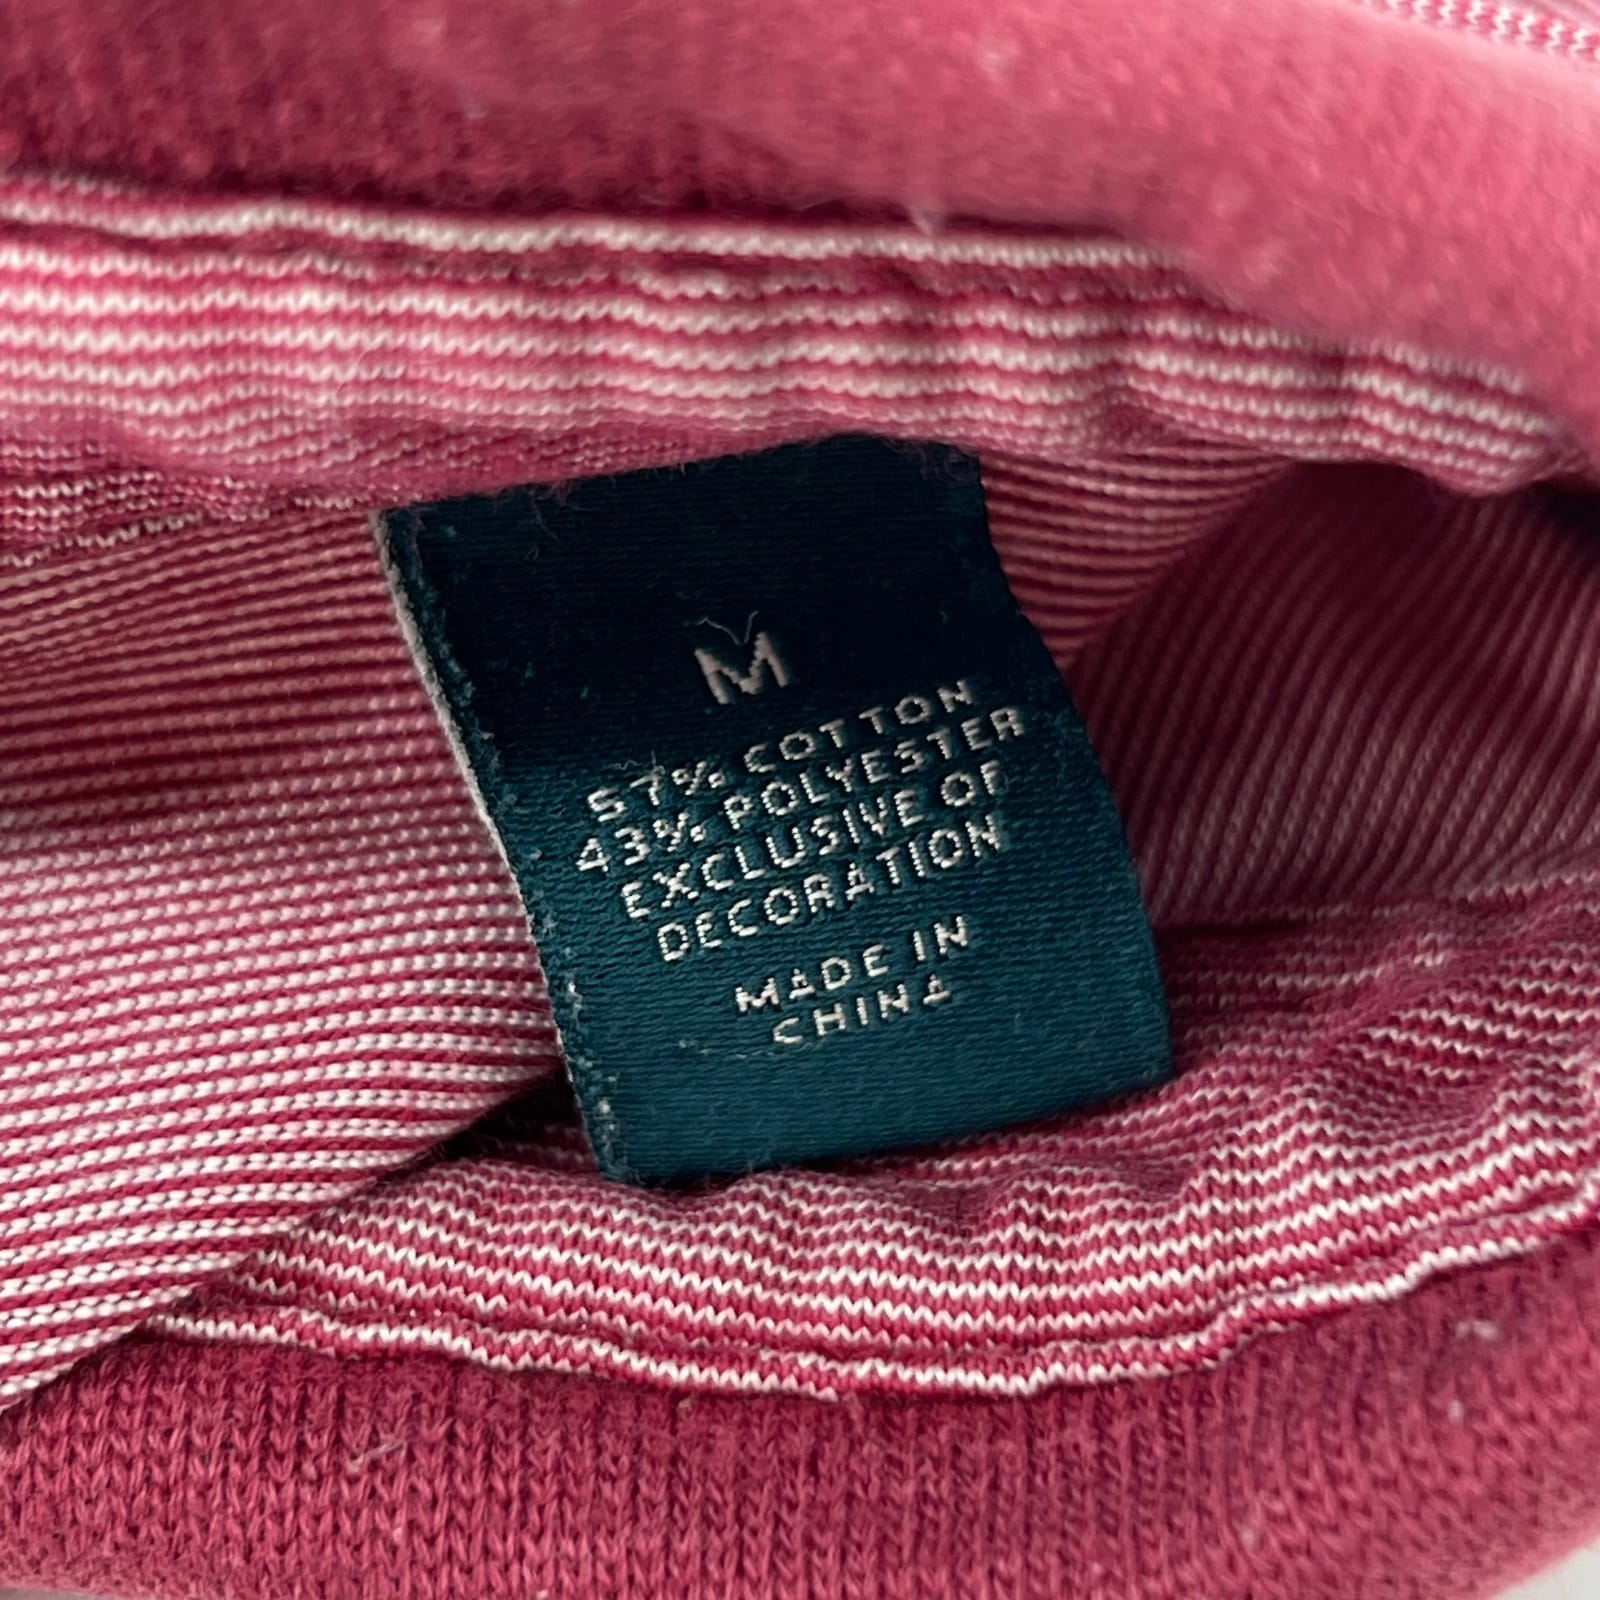 M
57% COTTON
43% POLYESTER
EXCLUSIVE OF
DECORATION
MADE IN
CHINA